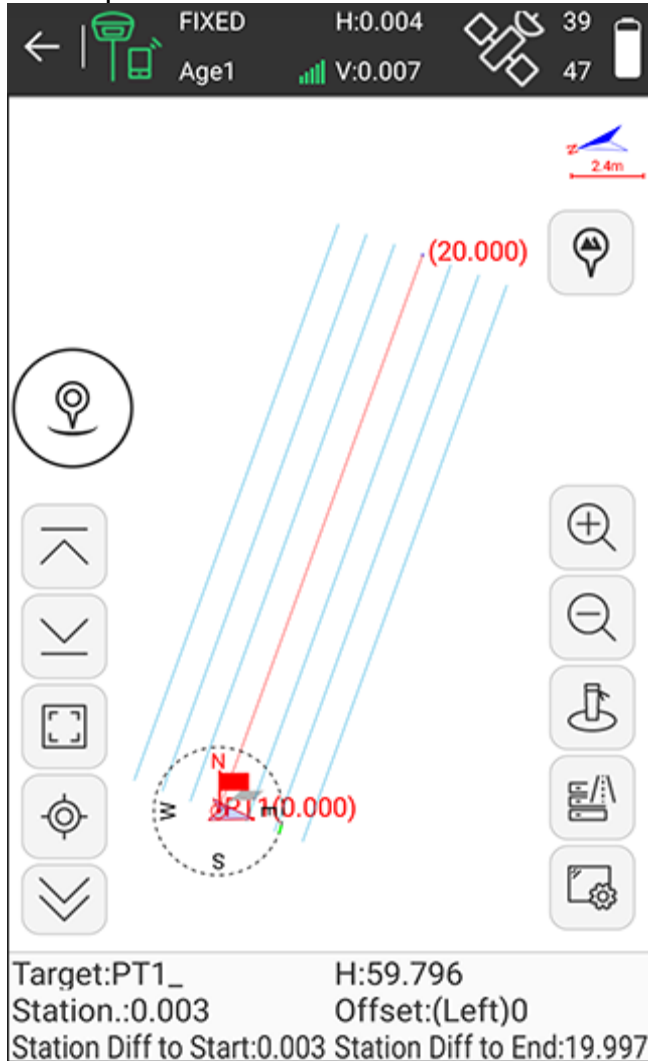 FIXED H:0.004 39
Age1 V:0.007 47
Z
2.4m
(20.000)
N
W
PT1(0.000)
S
Target:PT1_ H:59.796
Station.:0.003 Offset:(Left)0
Station Diff to Start:0.003 Station Diff to End:19.997